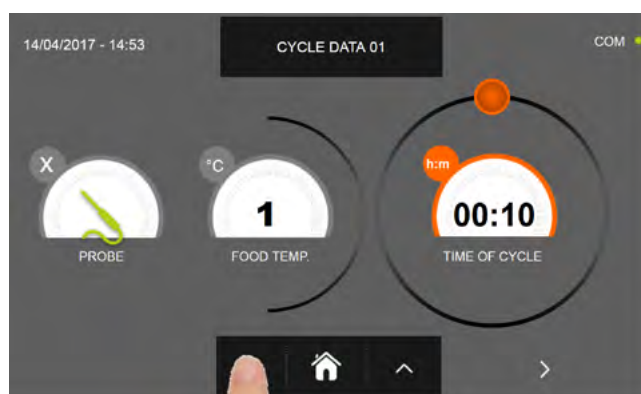 14/04/2017 - 14:53
CYCLE DATA 01
COM
X
PROBE
°C
1
FOOD TEMP.
h:m
00:10
TIME OF CYCLE